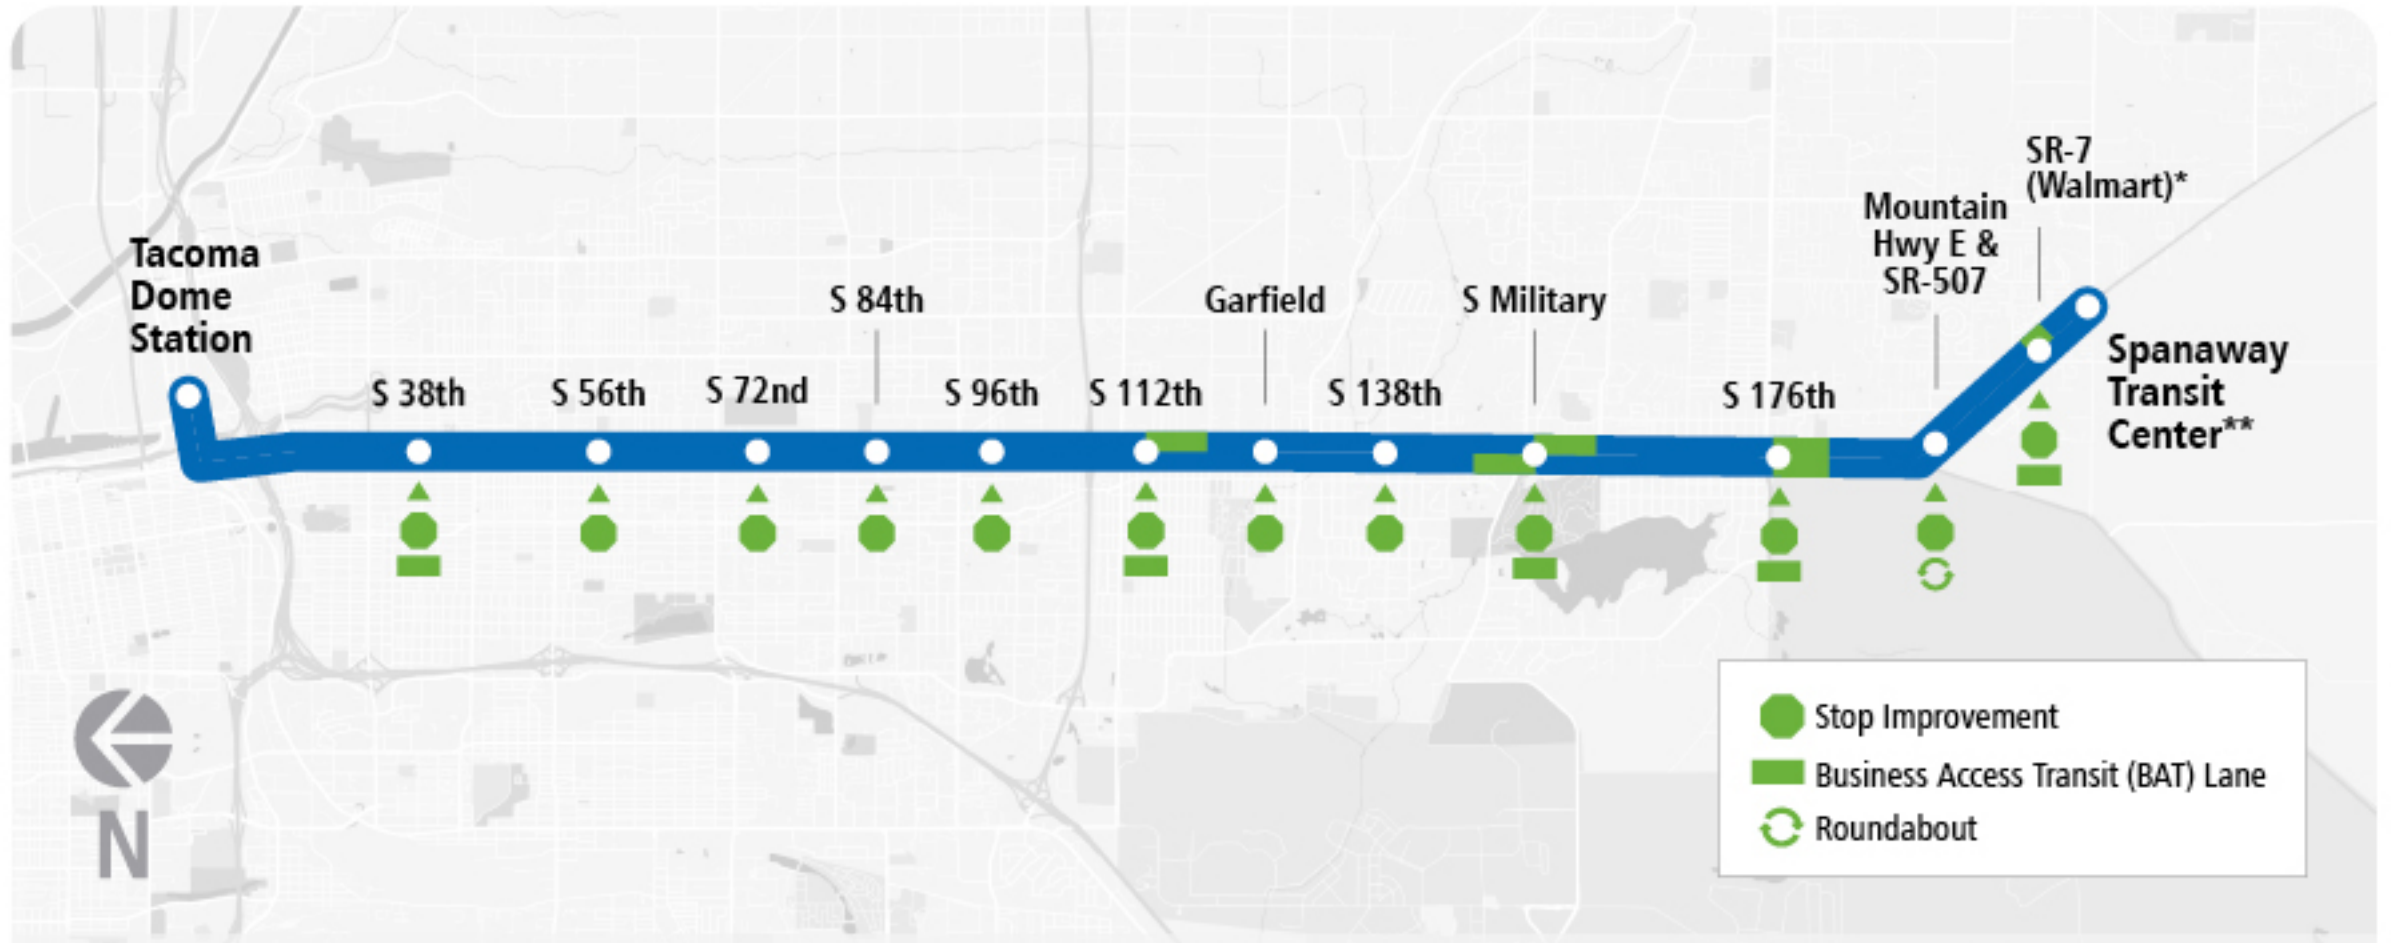 Tacoma
Dome
Station
S 38th
S 56th
S 72nd
S 84th
S 96th
S 112th
Garfield
S 138th
S Military
S 176th
Mountain
Hwy E &
SR-507
SR-7
(Walmart)*
Spanaway
Transit
Center**
N
Stop Improvement
Business Access Transit (BAT) Lane
Roundabout